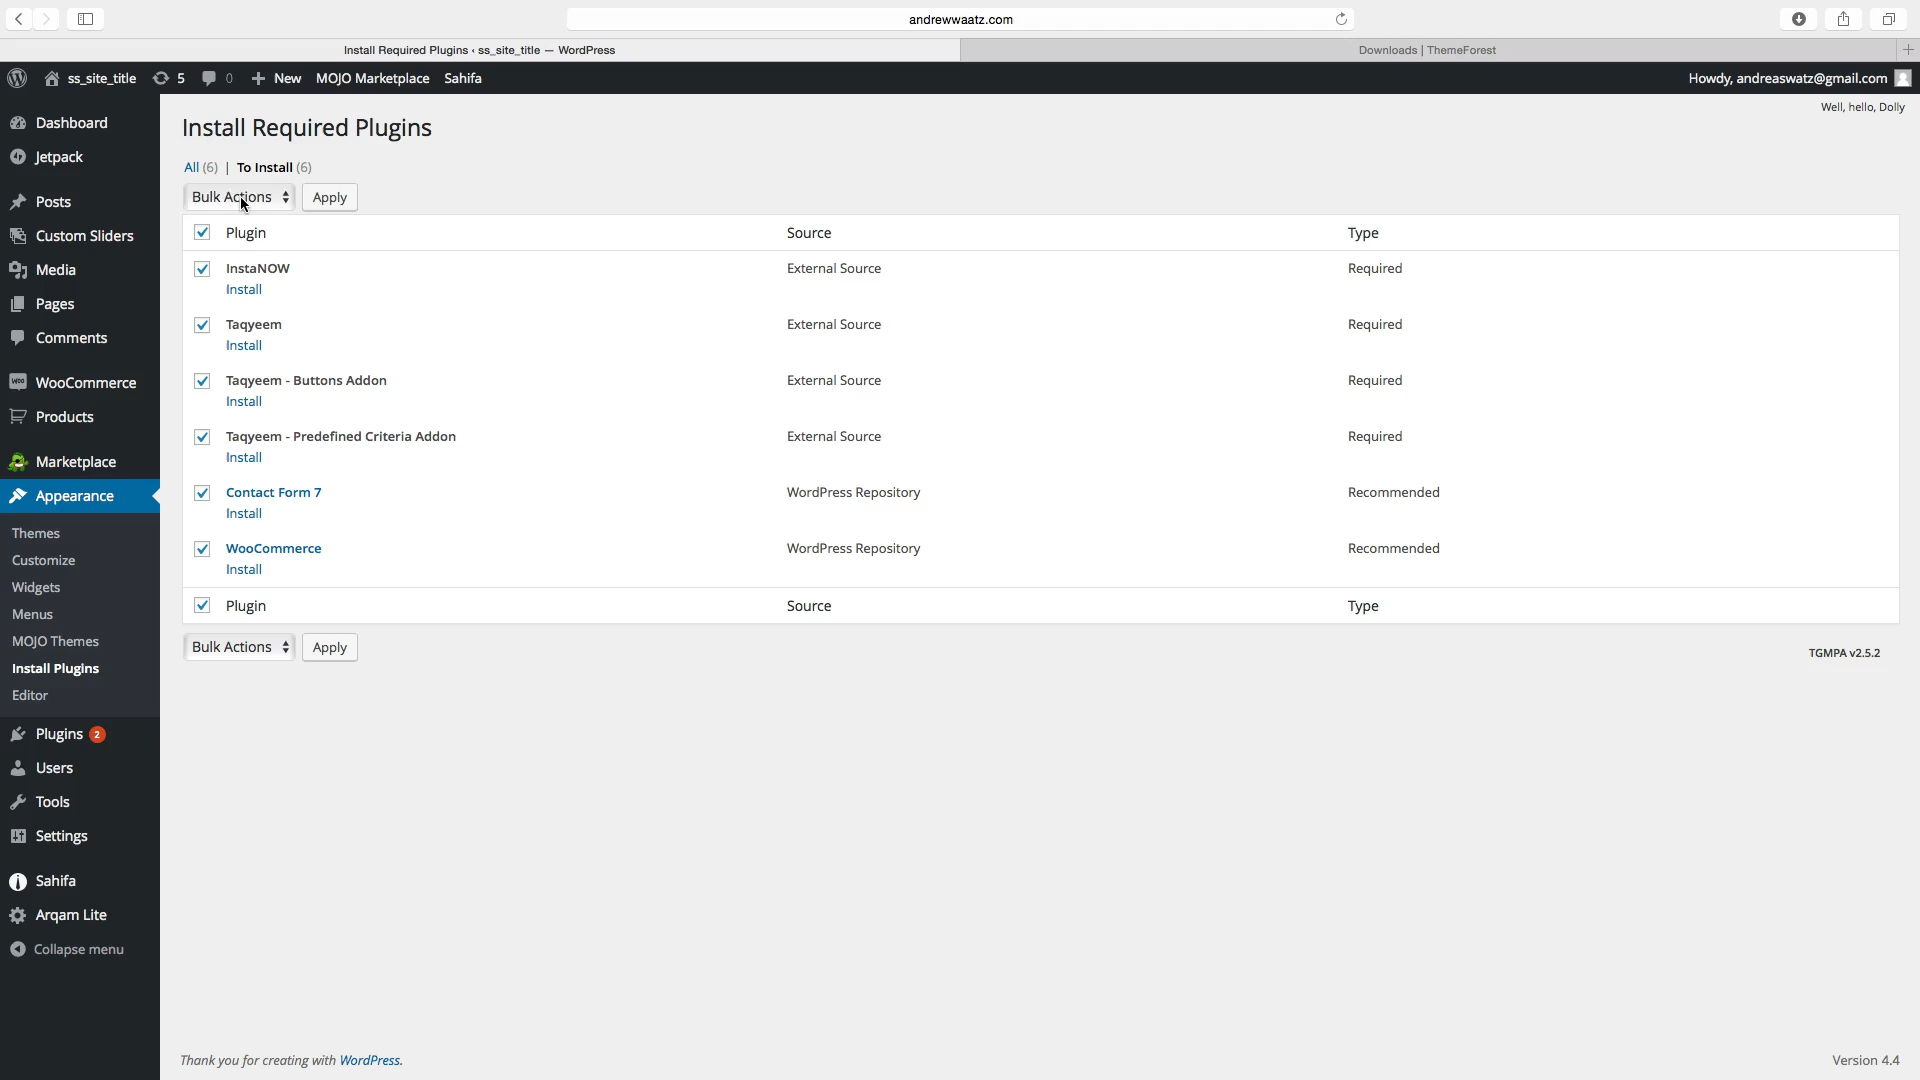 andrewwaatz.com
Install Required Plugins ‹ ss_site_title — WordPress
Downloads | ThemeForest
ss_site_title 5 0 New MOJO Marketplace Sahifa
Howdy, andreaswatz@gmail.com
Well, hello, Dolly
Dashboard
Jetpack
Posts
Custom Sliders
Media
Pages
Comments
WooCommerce
Products
Marketplace
Appearance
Themes
Customize
Widgets
Menus
MOJO Themes
Install Plugins
Editor
Plugins 2
Users
Tools
Settings
Sahifa
Arqam Lite
Collapse menu
Install Required Plugins
All (6) | To Install (6)
Bulk Actions Apply
Plugin Source Type
InstaNOW External Source Required
Install
Taqyeem External Source Required
Install
Taqyeem - Buttons Addon External Source Required
Install
Taqyeem - Predefined Criteria Addon External Source Required
Install
Contact Form 7 WordPress Repository Recommended
Install
WooCommerce WordPress Repository Recommended
Install
Plugin Source Type
Bulk Actions Apply
TGMPA v2.5.2
Thank you for creating with WordPress.
Version 4.4